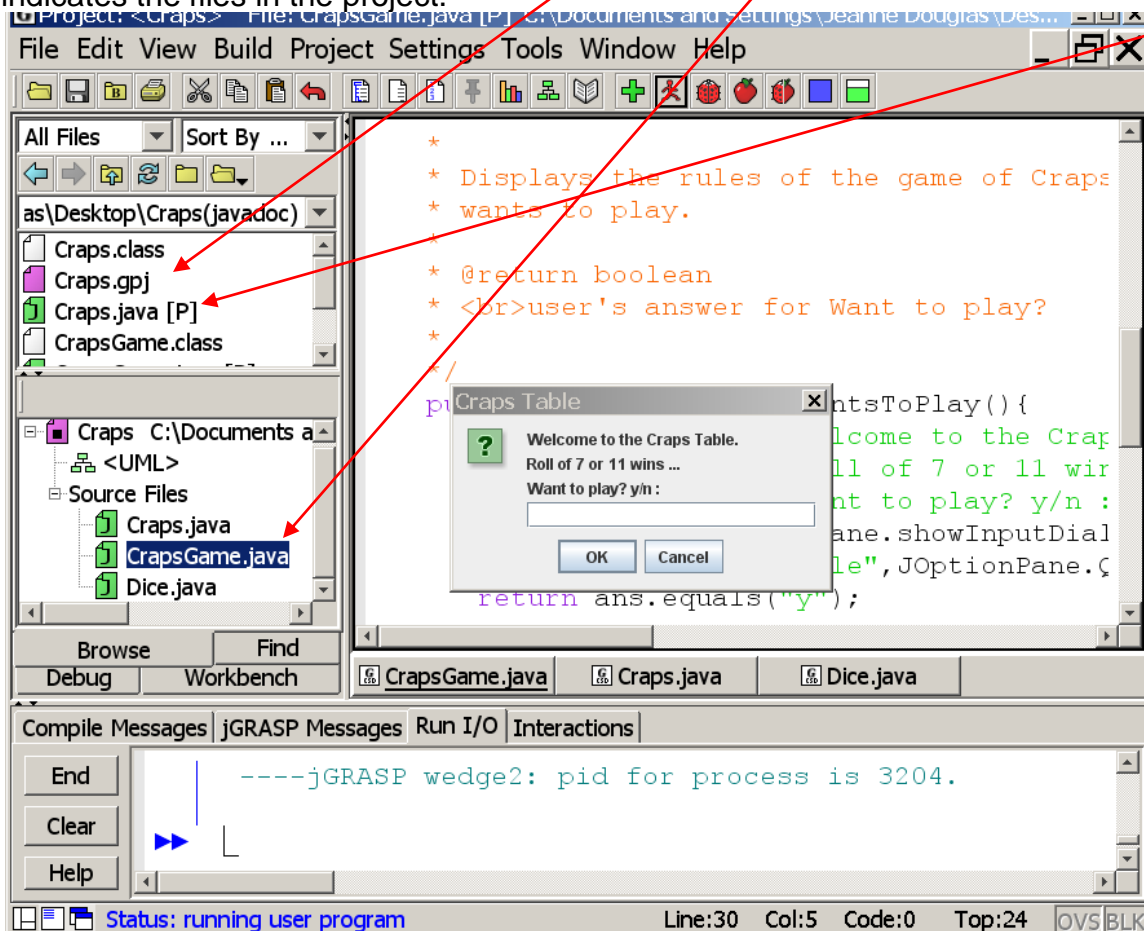 indicates the files in the project.
Project: <Craps> File: CrapsGame.java [P] C:\Documents and Settings\Jeanne Douglas\Des...
File Edit View Build Project Settings Tools Window Help
All Files Sort By ...
as\Desktop\Craps(javadoc)
Craps.class
Craps.gpj
Craps.java [P]
CrapsGame.class
Craps C:\Documents a
<UML>
Source Files
Craps.java
CrapsGame.java
Dice.java
Browse Find
Debug Workbench
*
* Displays the rules of the game of Craps
* wants to play.
*
* @return boolean
* <br>user's answer for Want to play?
*
*/
ntsToPlay(){
lcome to the Crap
ll of 7 or 11 wir
nt to play? y/n :
ane.showInputDial
le",JOptionPane.Q
return ans.equals("y");
Craps Table
?
Welcome to the Craps Table.
Roll of 7 or 11 wins ...
Want to play? y/n :
OK Cancel
CrapsGame.java Craps.java Dice.java
Compile Messages jGRASP Messages Run I/O Interactions
End
Clear
Help
----jGRASP wedge2: pid for process is 3204.
Status: running user program Line:30 Col:5 Code:0 Top:24 OVS BLK